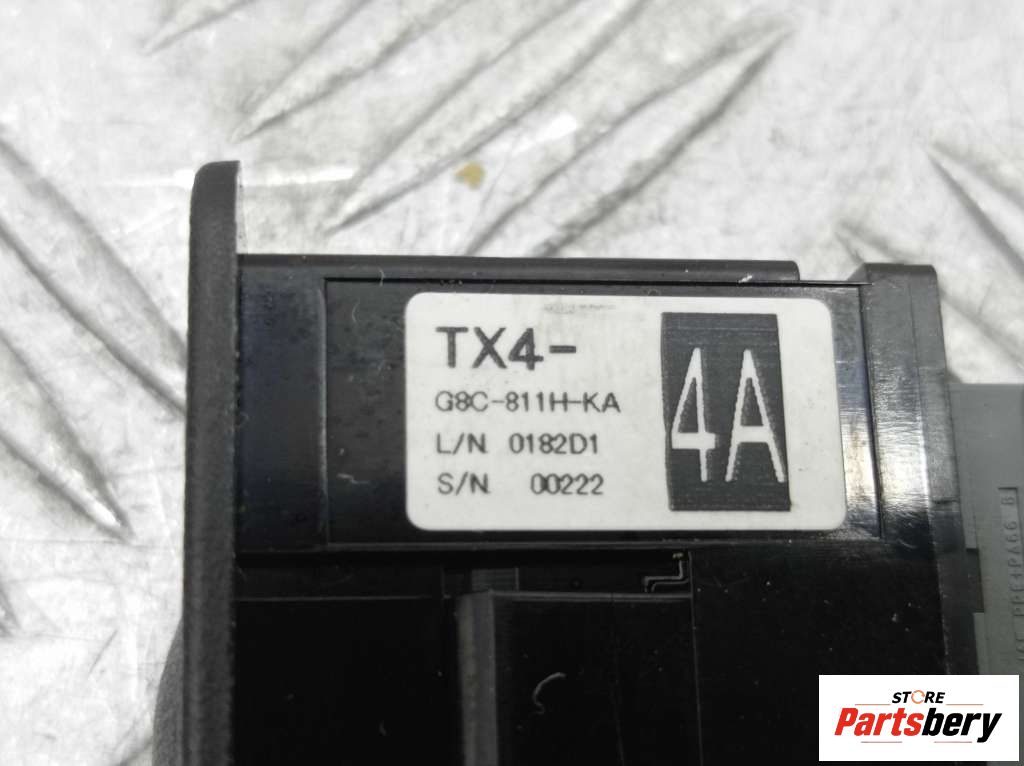 TX4-
4A
G8C-811H-KA
L/N 0182D1
S/N 00222
STORE
Partsbery